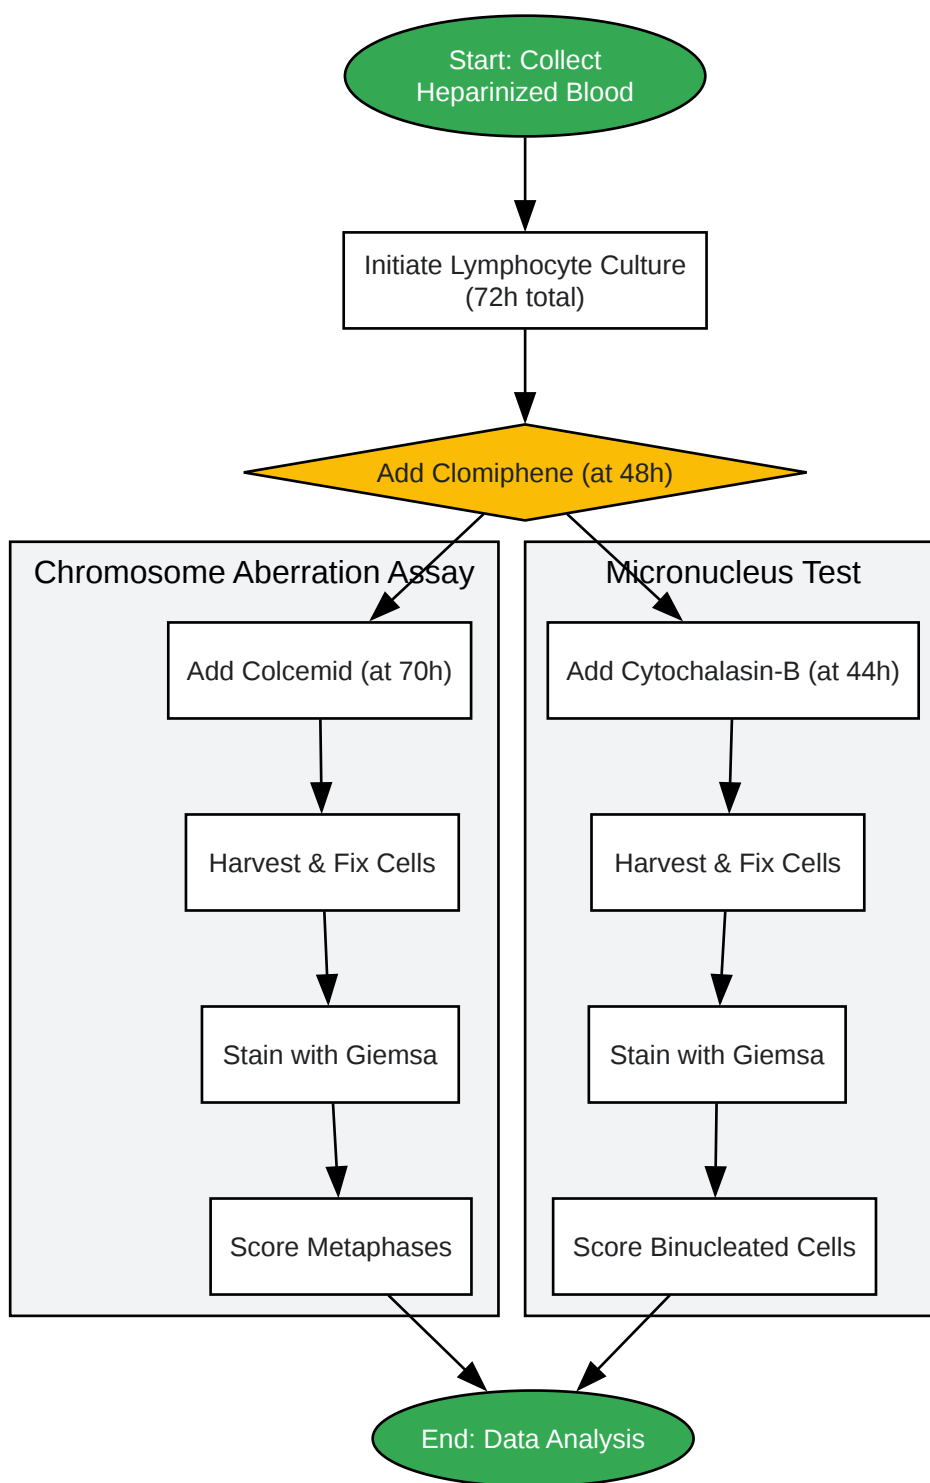 Start: Collect
Heparinized Blood
Initiate Lymphocyte Culture
(72h total)
Add Clomiphene (at 48h)
Chromosome Aberration Assay
Add Colcemid (at 70h)
Harvest & Fix Cells
Stain with Giemsa
Score Metaphases
Micronucleus Test
Add Cytochalasin-B (at 44h)
Harvest & Fix Cells
Stain with Giemsa
Score Binucleated Cells
End: Data Analysis